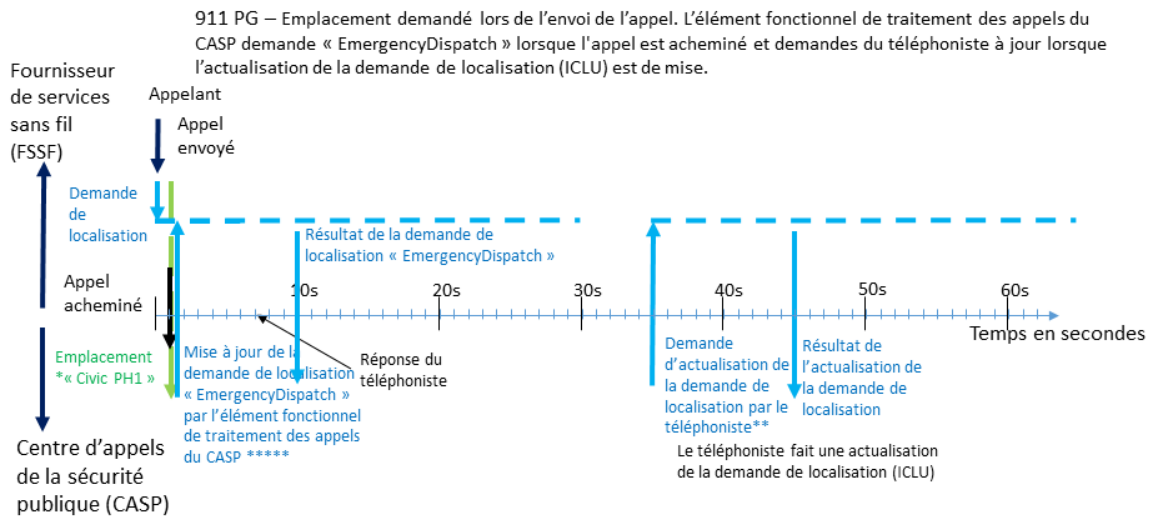 911 PG – Emplacement demandé lors de l'envoi de l'appel. L'élément fonctionnel de traitement des appels du
CASP demande « EmergencyDispatch » lorsque l'appel est acheminé et demandes du téléphoniste à jour lorsque
l'actualisation de la demande de localisation (ICLU) est de mise.
Fournisseur
de services
sans fil
(FSSF)
Appelant
Appel
envoyé
Demande
de
localisation
Résultat de la demande de
localisation « EmergencyDispatch »
Appel
acheminé
10s
20s
30s
40s
50s
60s
Temps en secondes
Emplacement
*« Civic PH1 »
Mise à jour de la
demande de localisation
« EmergencyDispatch »
par l'élément fonctionnel
de traitement des appels
du CASP *****
Réponse du
téléphoniste
Demande
d'actualisation de
la demande de
localisation par le
téléphoniste**
Résultat de
l'actualisation de
la demande de
localisation
Le téléphoniste fait une actualisation
de la demande de localisation (ICLU)
Centre d'appels
de la sécurité
publique (CASP)